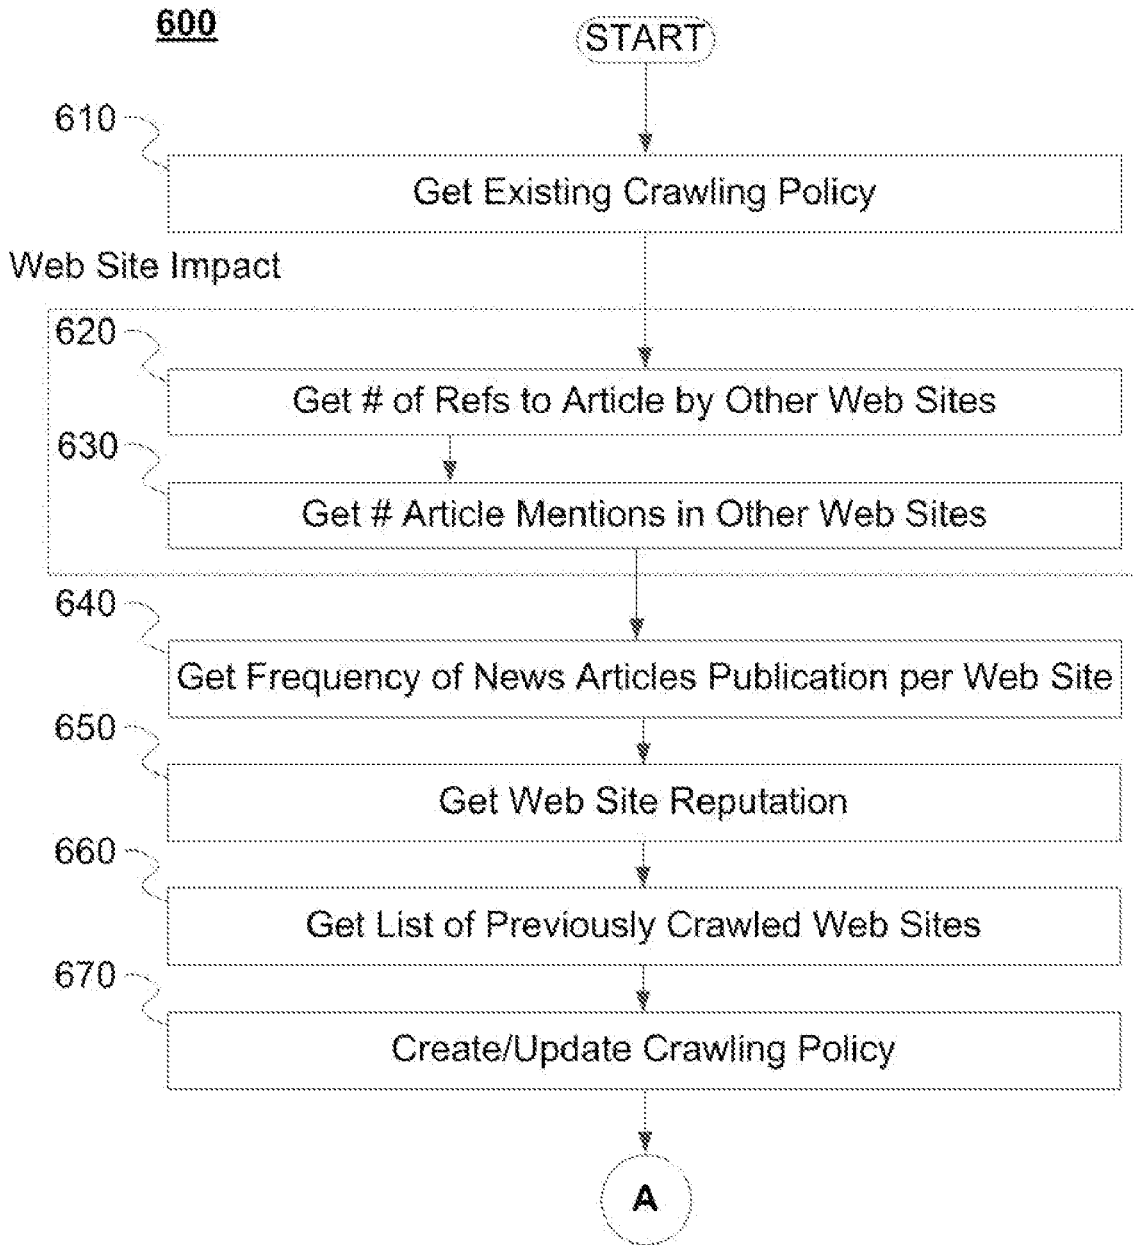 600
START
610
Get Existing Crawling Policy
Web Site Impact
620
Get # of Refs to Article by Other Web Sites
630
Get # Article Mentions in Other Web Sites
640
Get Frequency of News Articles Publication per Web Site
650
Get Web Site Reputation
660
Get List of Previously Crawled Web Sites
670
Create/Update Crawling Policy
A